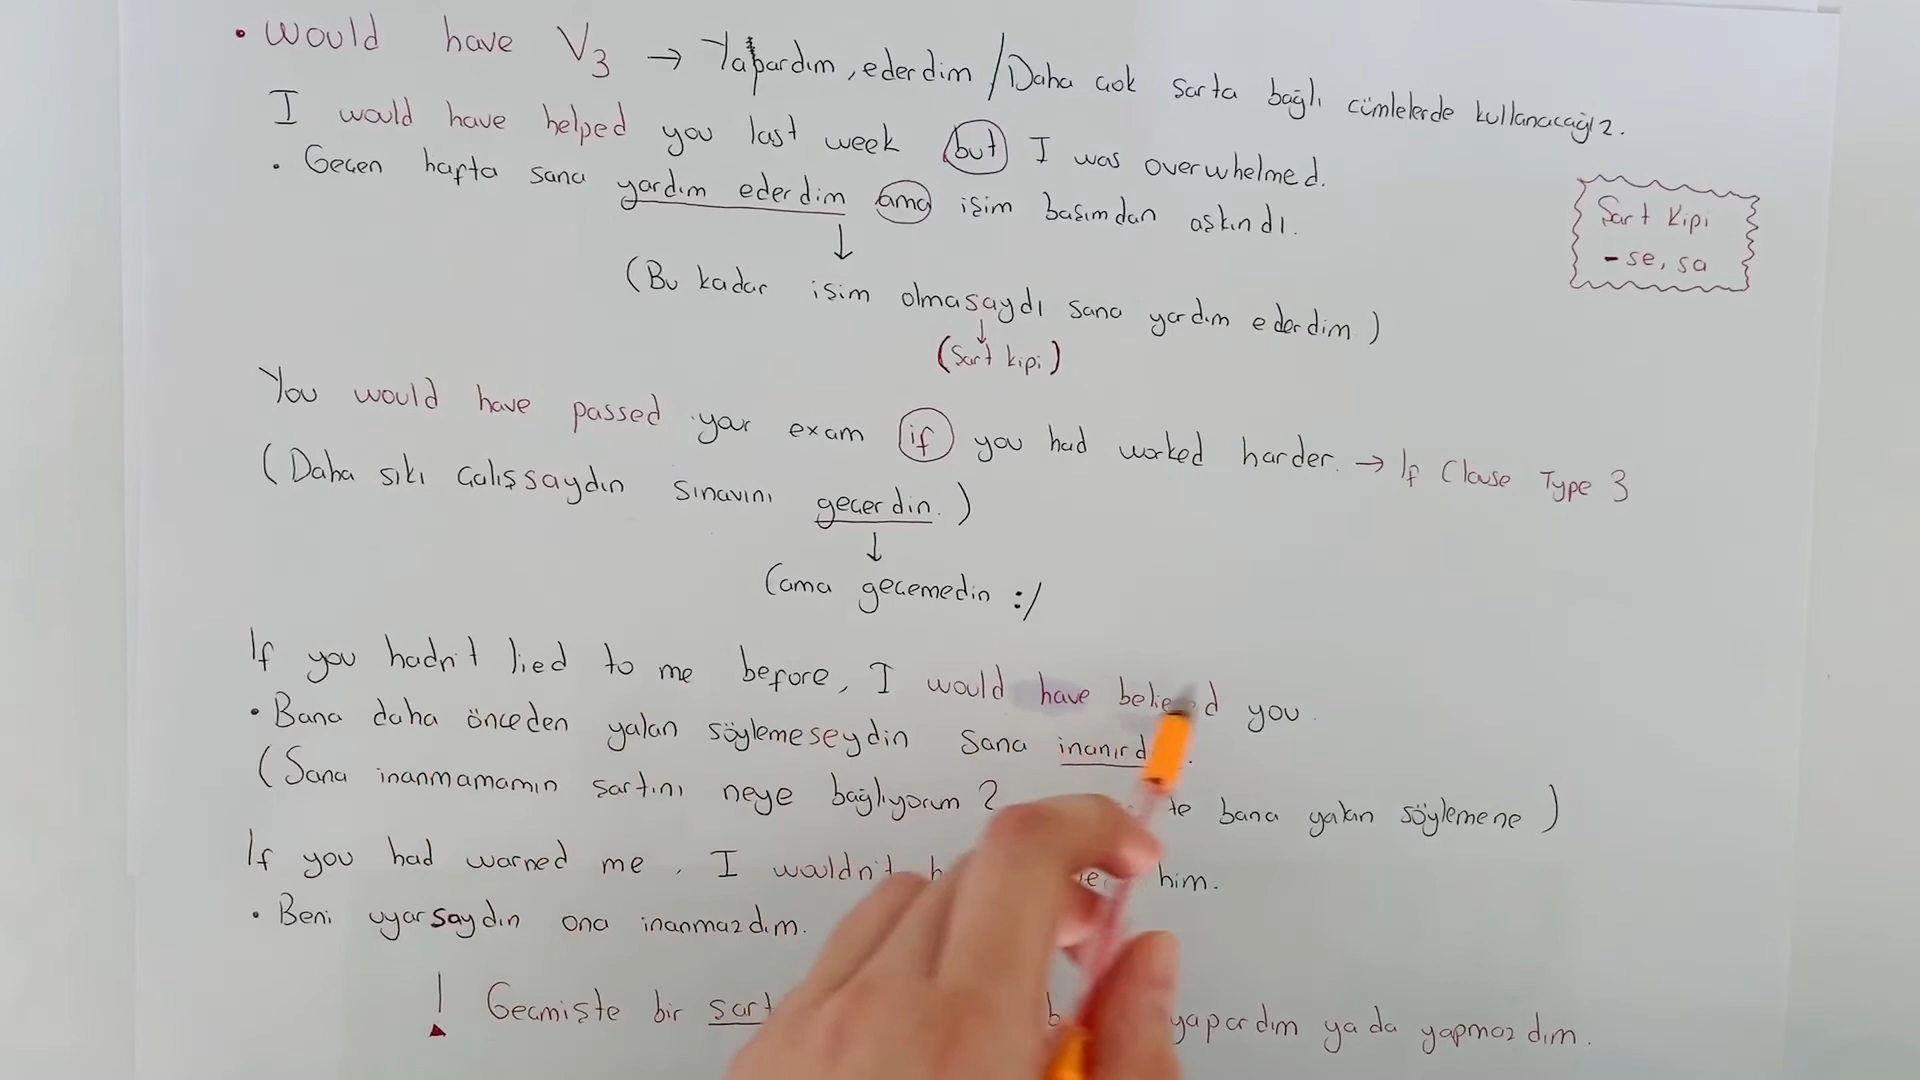 • Would have V3 → Yapardım, ederdim / Daha çok şarta bağlı cümlelerde kullanacağız.
I would have helped you last week but I was overwhelmed.
• Geçen hafta sana yardım ederdim ama işim başımdan aşkındı.
Şart Kipi
- se, sa
↓
(Bu kadar işim olmasaydı sana yardım ederdim)
↓
(Şart kipi)
You would have passed your exam if you had worked harder. → If Clause Type 3
(Daha sıkı çalışsaydın sınavını geçerdin.)
↓
(ama geçemedin :/
If you hadn't lied to me before, I would have believed you.
• Bana daha önceden yalan söylemeseydin sana
(Sana inanmamamın şartını neye bağlıyorum? bana yalan söylemene)
If you had warned me, I wouldn't him.
• Beni uyarsaydın ona inanmazdım.
! Geçmişte bir yapardım ya da yapmazdım.